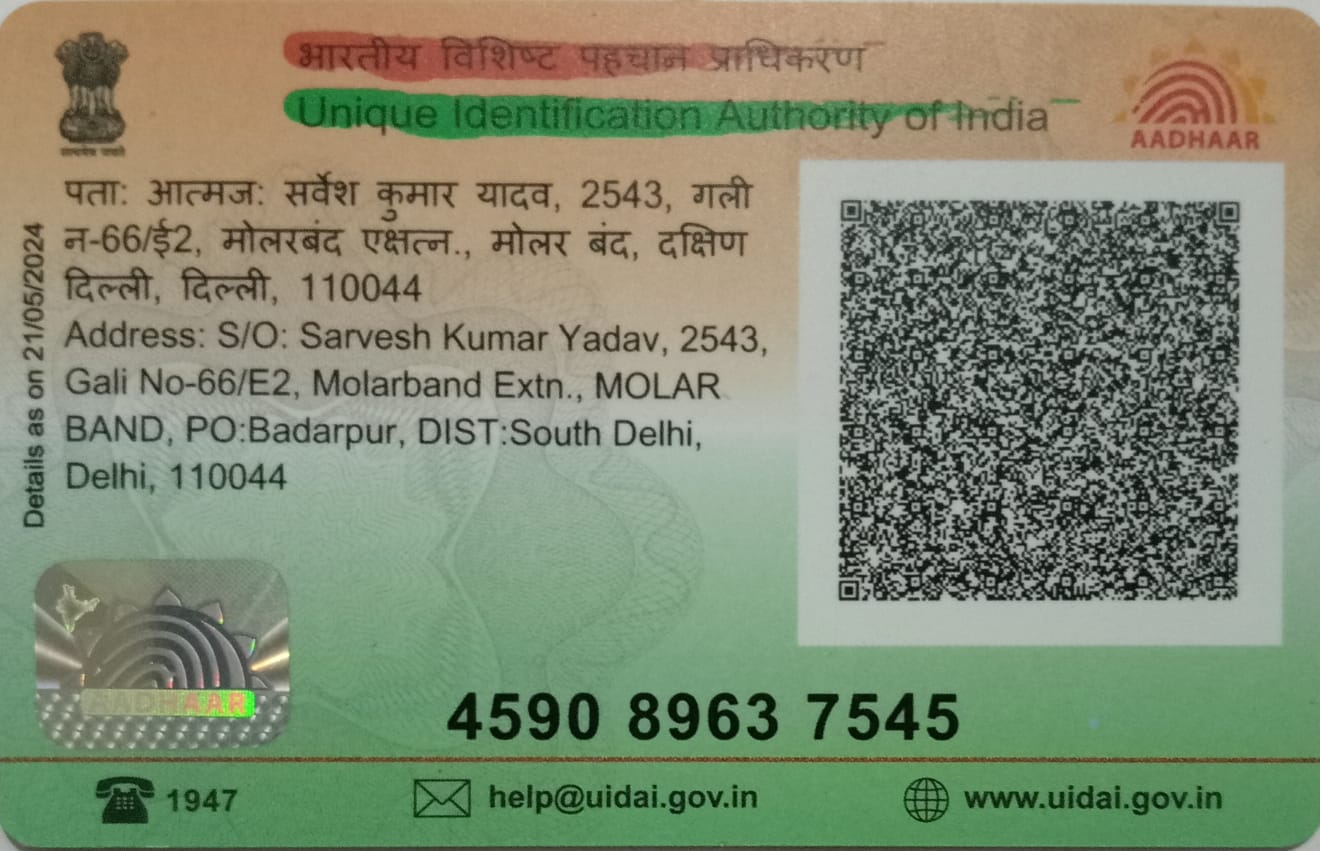 भारतीय विशिष्ट पहचान प्राधिकरण
Unique Identification Authority of India
AADHAAR
पता: आत्मज: सर्वेश कुमार यादव, 2543, गली
न-66/ई2, मोलरबंद एक्षत्न., मोलर बंद, दक्षिण
दिल्ली, दिल्ली, 110044
Address: S/O: Sarvesh Kumar Yadav, 2543,
Gali No-66/E2, Molarband Extn., MOLAR
BAND, PO:Badarpur, DIST:South Delhi,
Delhi, 110044
Details as on 21/05/2024
AADHAAR
4590 8963 7545
1947
help@uidai.gov.in
www.uidai.gov.in